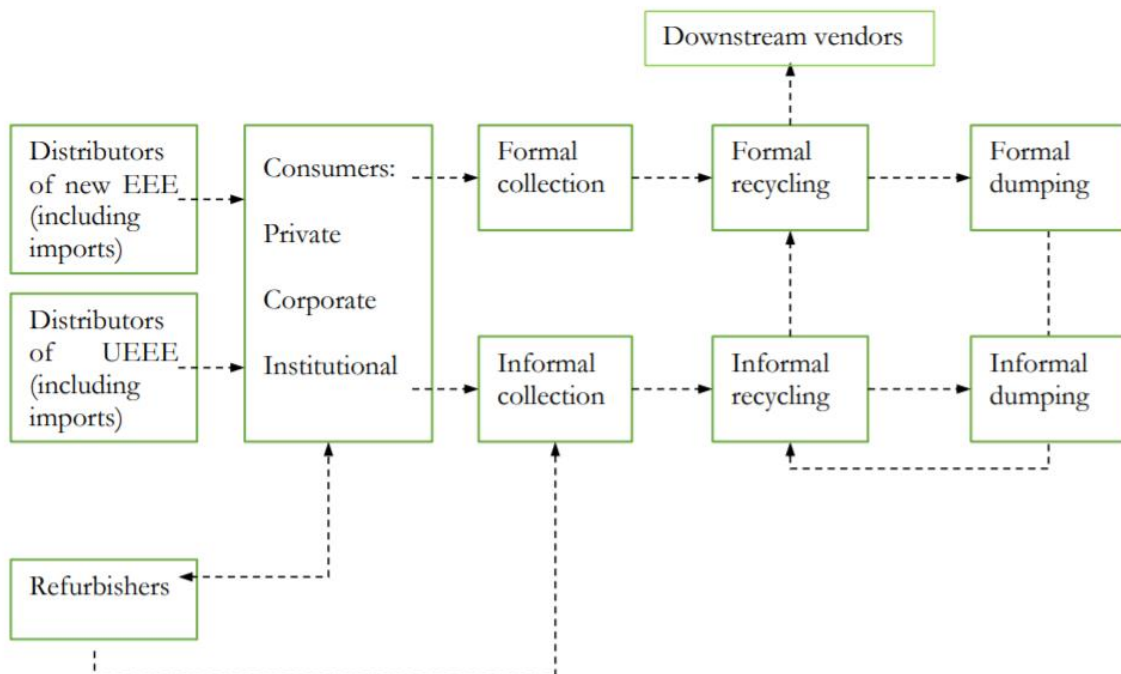 Downstream vendors
Distributors
of new EEE
(including
imports)
Consumers:
Private
Corporate
Institutional
Formal
collection
Formal
recycling
Formal
dumping
Distributors
of UEEE
(including
imports)
Informal
collection
Informal
recycling
Informal
dumping
Refurbishers